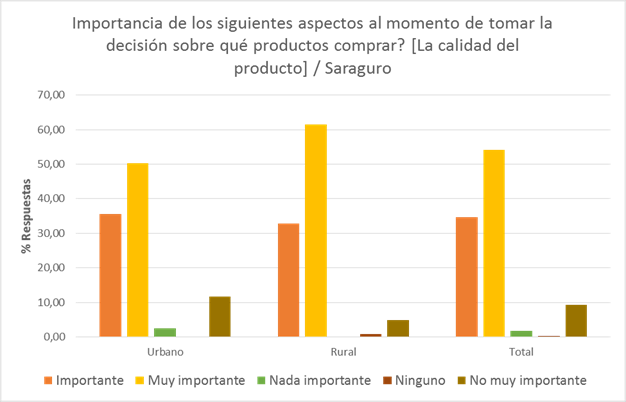 Importancia de los siguientes aspectos al momento de tomar la
decisión sobre qué productos comprar? [La calidad del
producto] / Saraguro
% Respuestas
70,00
60,00
50,00
40,00
30,00
20,00
10,00
0,00
Urbano Rural Total
Importante Muy importante Nada importante Ninguno No muy importante